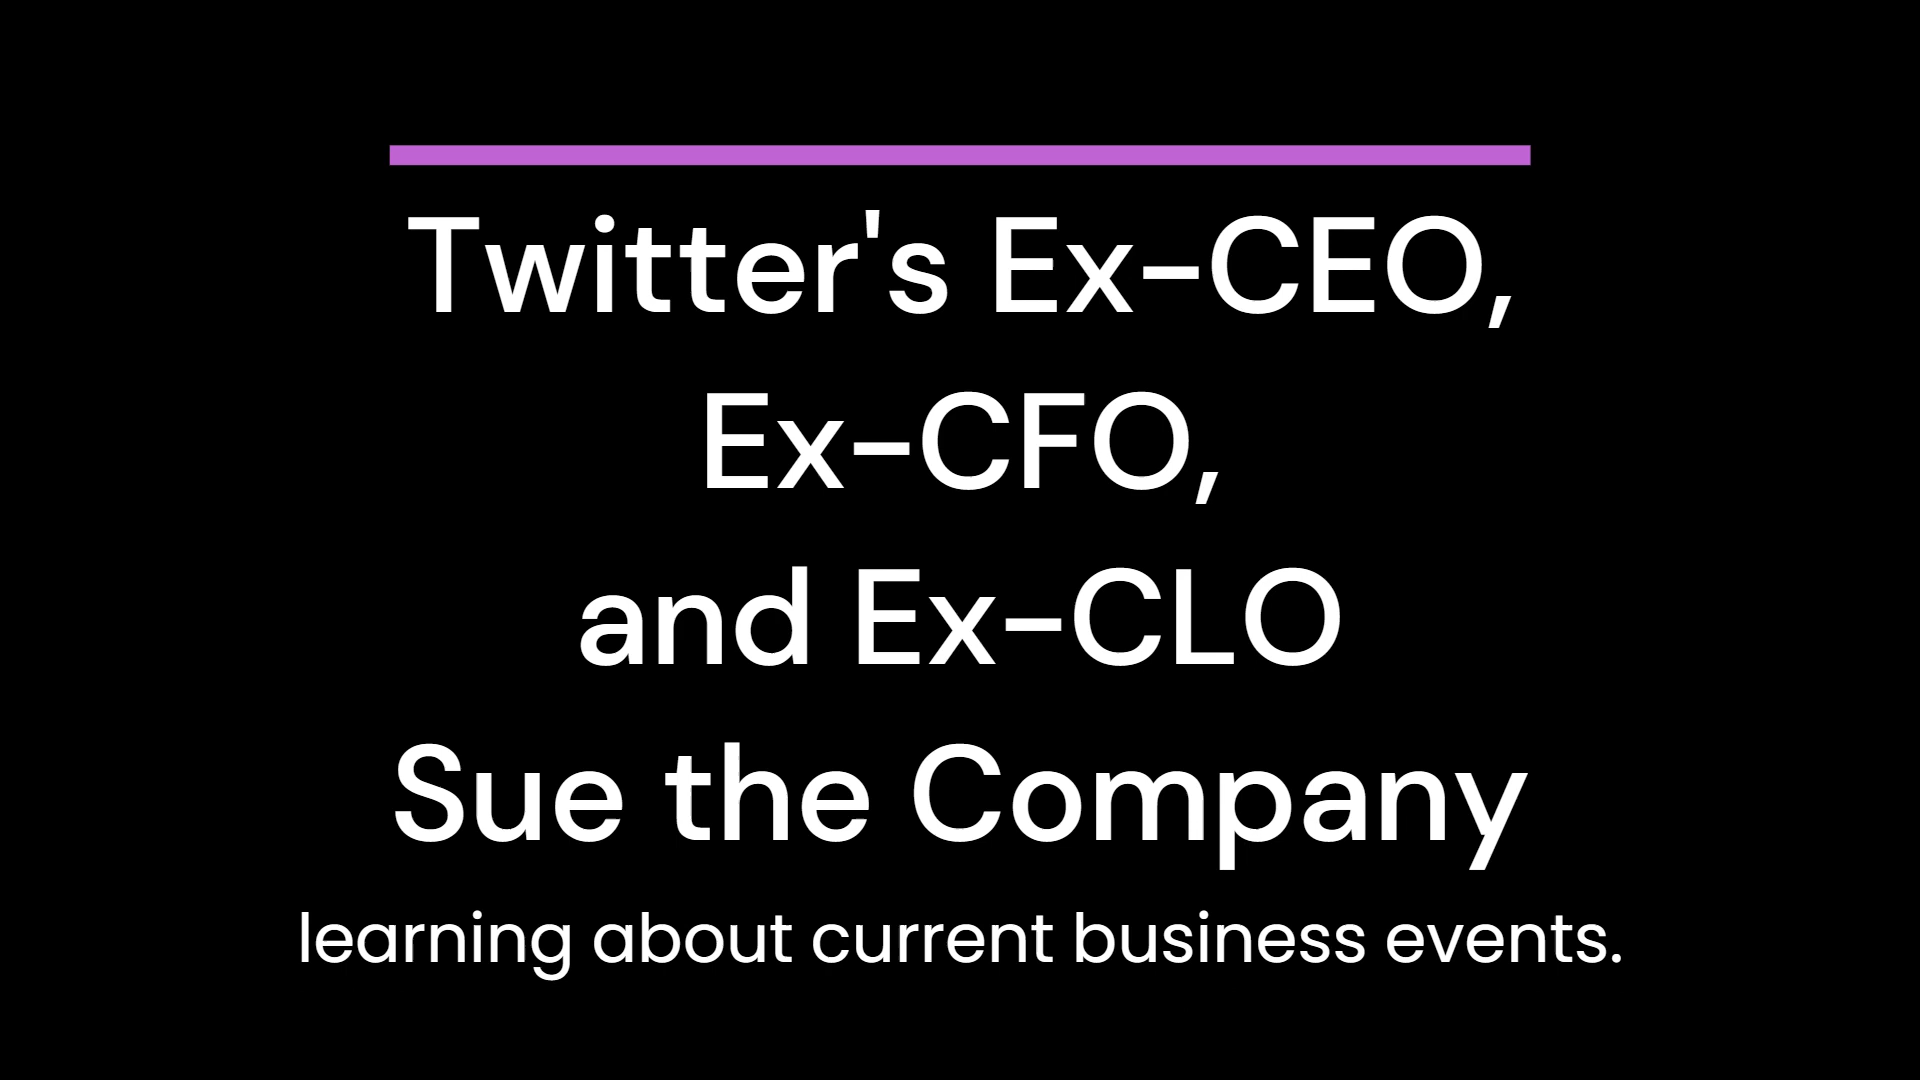 Twitter's Ex-CEO,
Ex-CFO,
and Ex-CLO
Sue the Company
learning about current business events.